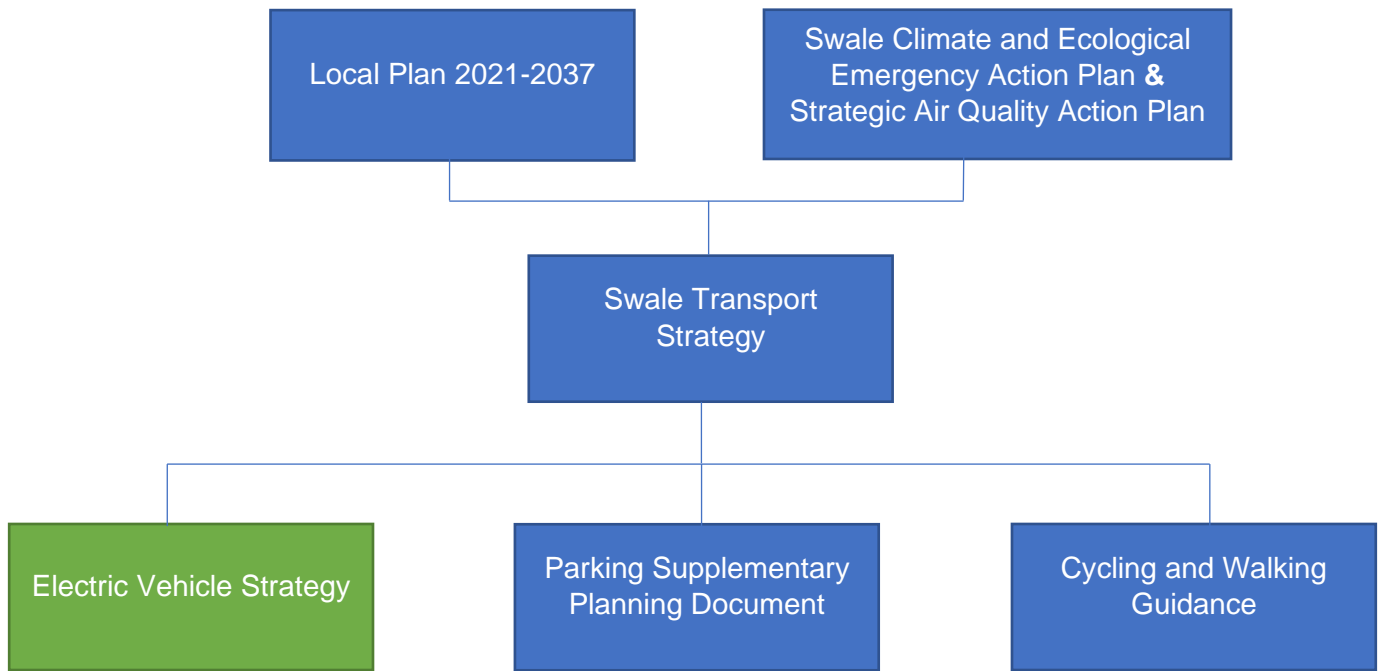 Local Plan 2021-2037
Swale Climate and Ecological
Emergency Action Plan &
Strategic Air Quality Action Plan
Swale Transport
Strategy
Electric Vehicle Strategy
Parking Supplementary
Planning Document
Cycling and Walking
Guidance